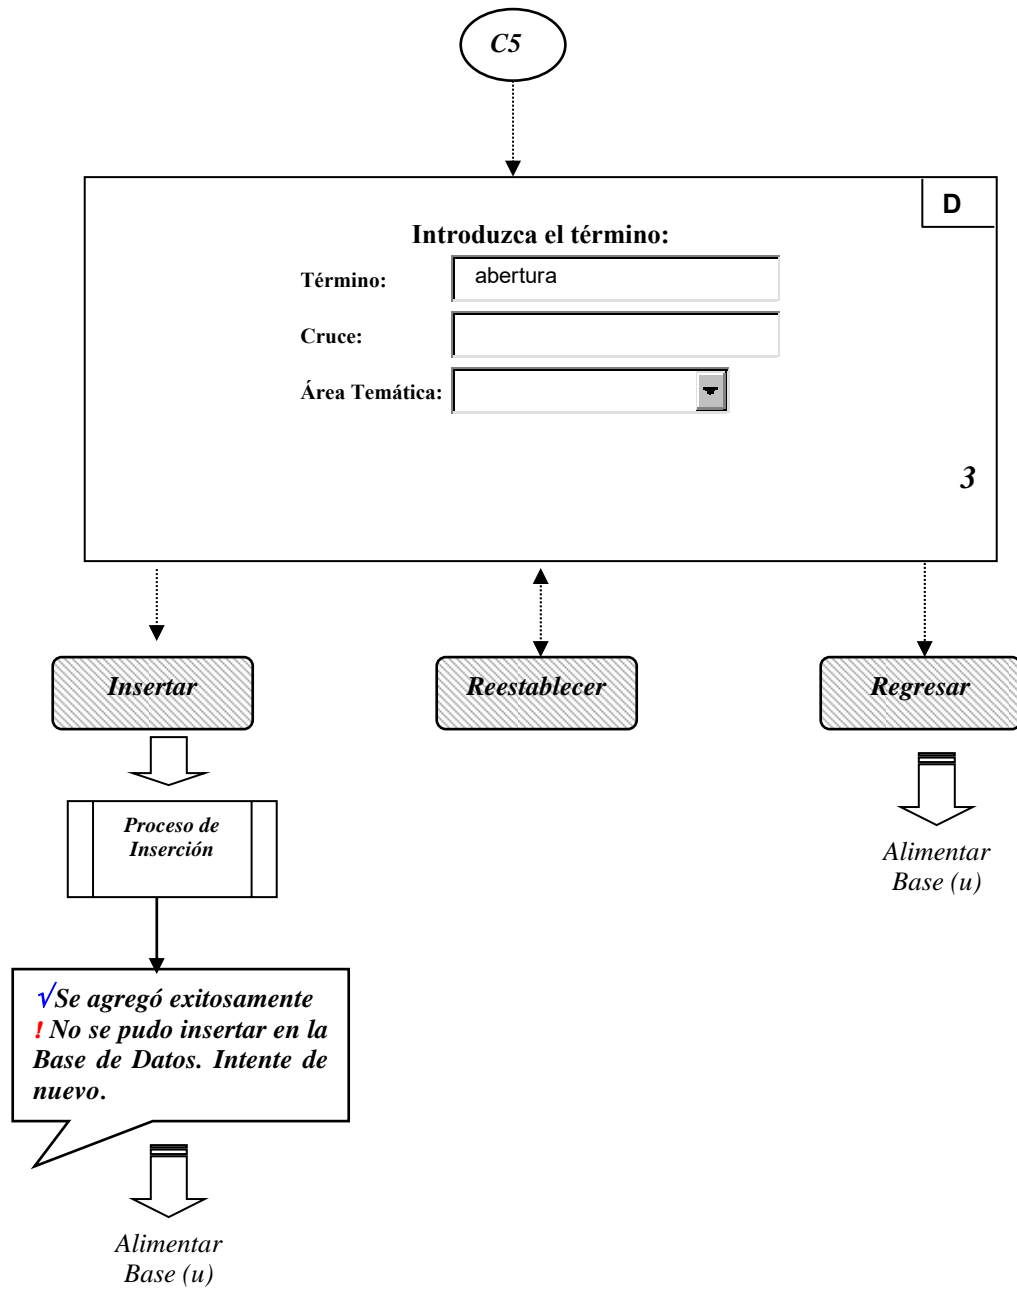 C5
D
Introduzca el término:
Término: abertura
Cruce:
Área Temática:
3
Insertar
Reestablecer
Regresar
Proceso de
Inserción
Alimentar
Base (u)
√Se agregó exitosamente
! No se pudo insertar en la
Base de Datos. Intente de
nuevo.
Alimentar
Base (u)